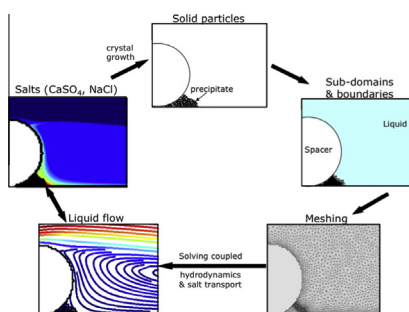 Solid particles
crystal
growth
precipitate
Salts (CaSO₄, NaCl)
Sub-domains
& boundaries
Liquid
Spacer
Liquid flow
Solving coupled
hydrodynamics
& salt transport
Meshing